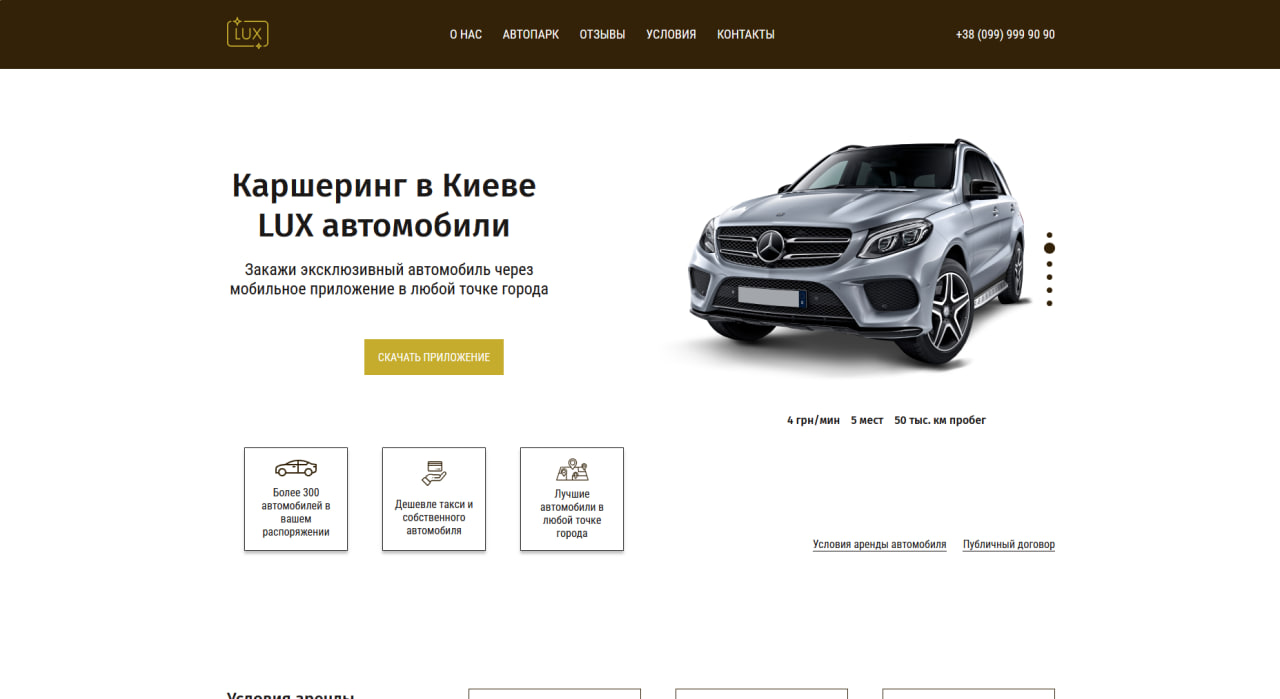 LUX
О НАС
АВТОПАРК
ОТЗЫВЫ
УСЛОВИЯ
КОНТАКТЫ
+38 (099) 999 90 90
Каршеринг в Киеве
LUX автомобили
Закажи эксклюзивный автомобиль через
мобильное приложение в любой точке города
СКАЧАТЬ ПРИЛОЖЕНИЕ
4 грн/мин
5 мест
50 тыс. км пробег
Более 300
автомобилей в
вашем
распоряжении
Дешевле такси и
собственного
автомобиля
Лучшие
автомобили в
любой точке
города
Условия аренды автомобиля
Публичный договор
Условия аренды